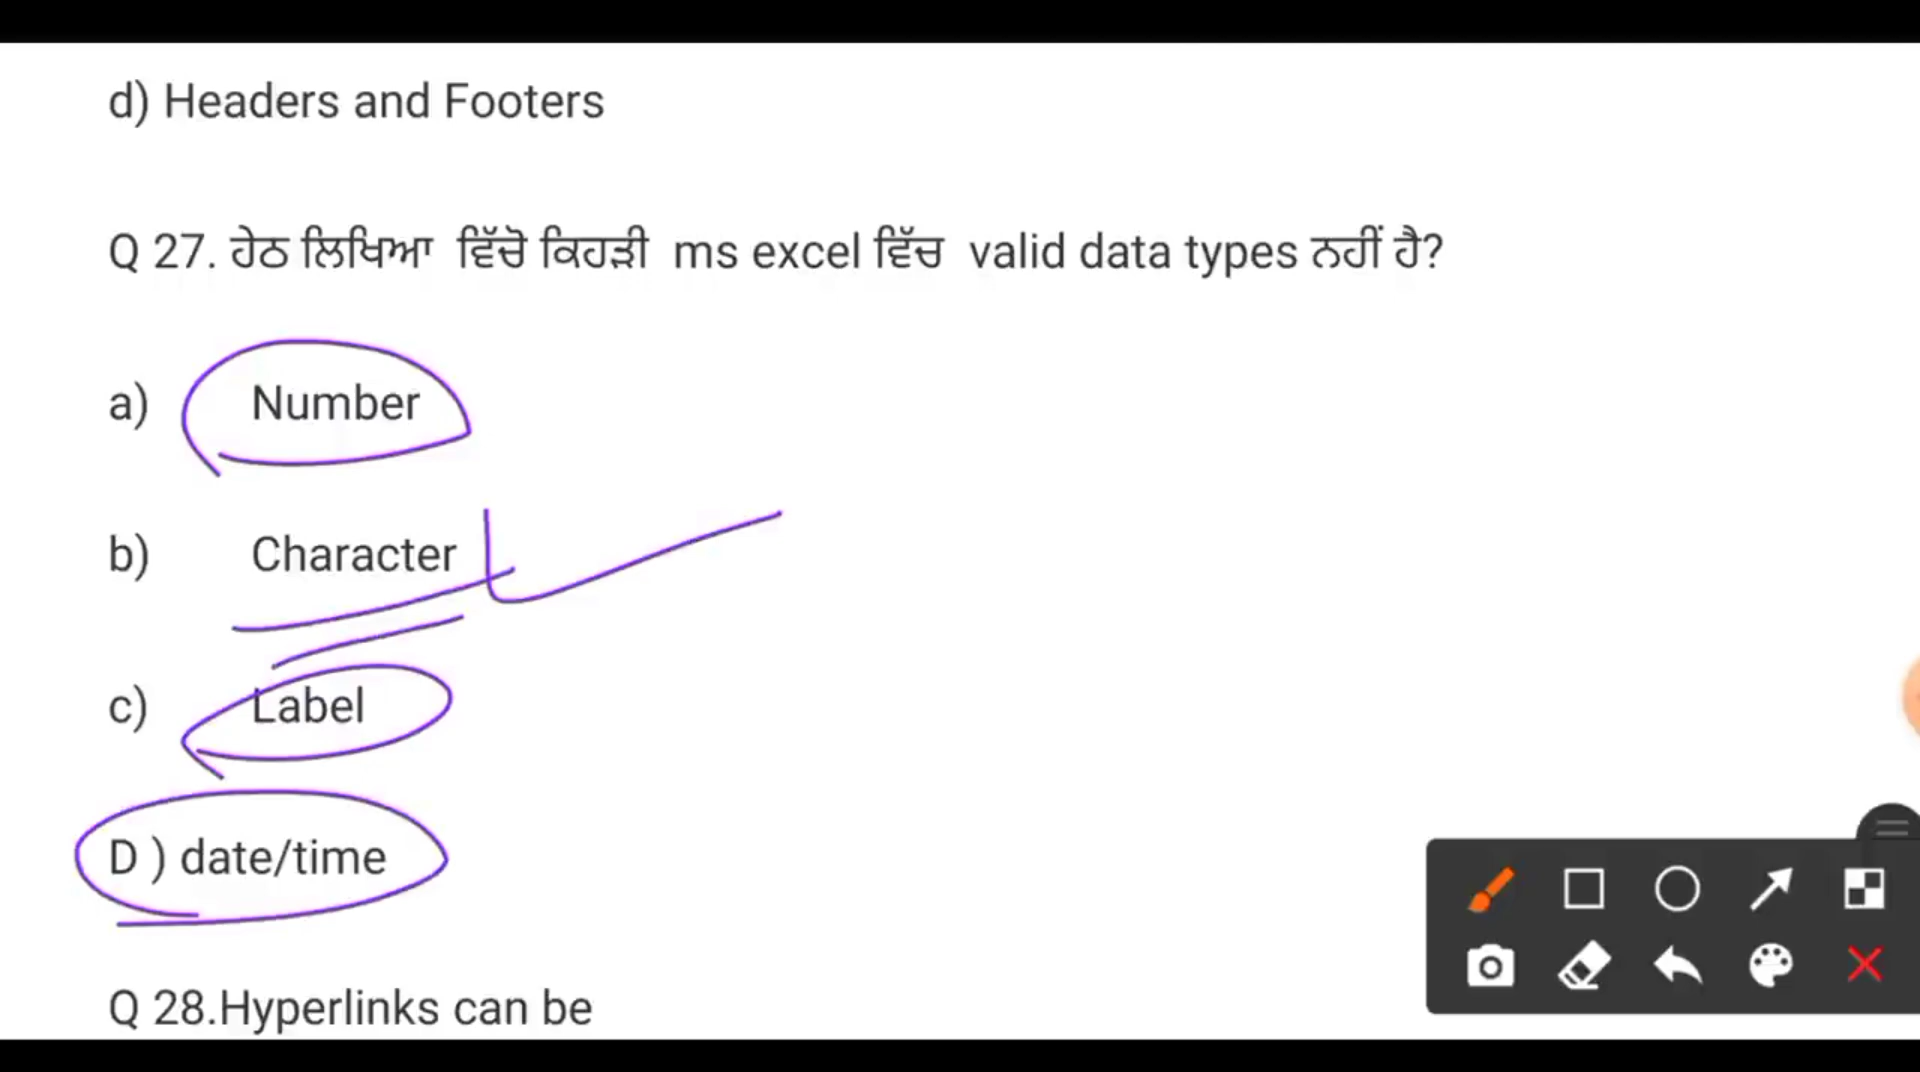 d) Headers and Footers
Q 27. ਹੇਠ ਲਿਖਿਆ ਵਿੱਚੋ ਕਿਹੜੀ ms excel ਵਿੱਚ valid data types ਨਹੀਂ ਹੈ?
a) Number
b) Character
c) Label
D ) date/time
Q 28.Hyperlinks can be